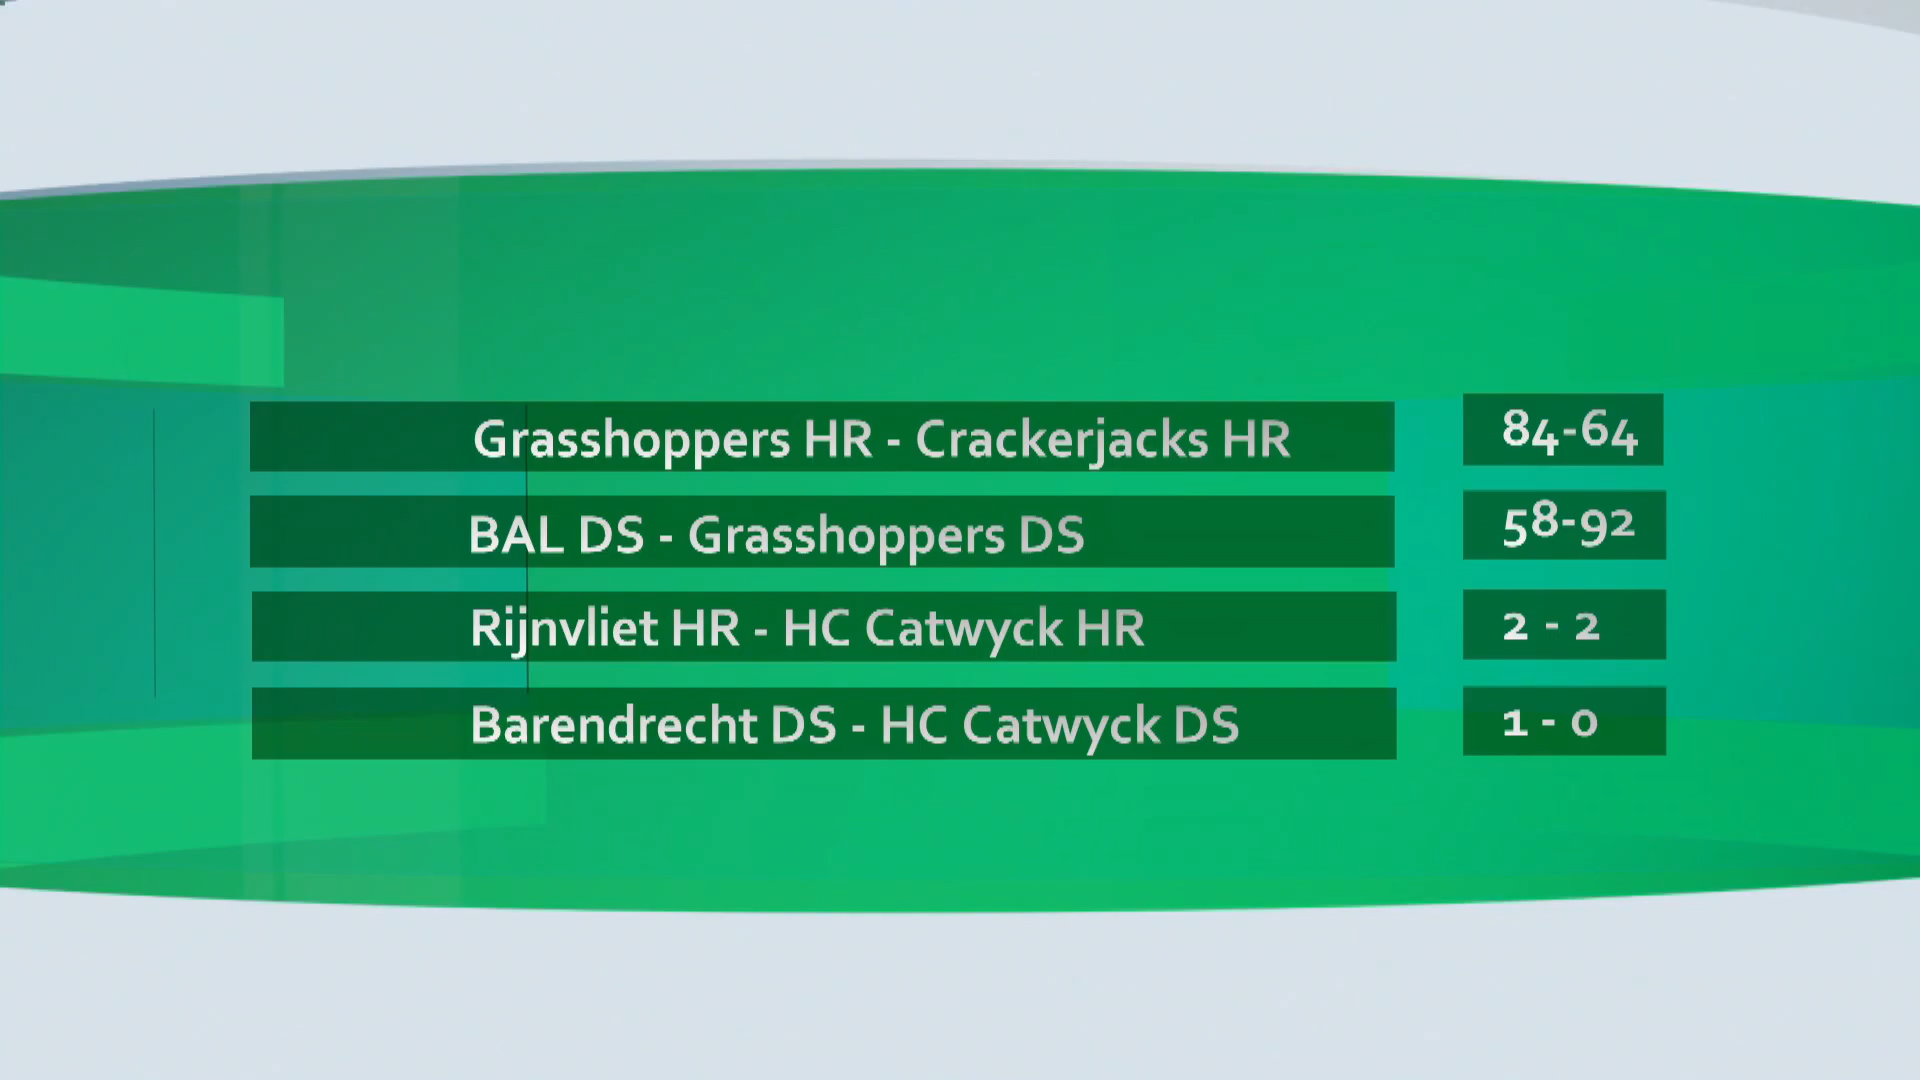 Grasshoppers HR - Crackerjacks HR 84-64
BAL DS - Grasshoppers DS 58-92
Rijnvliet HR - HC Catwyck HR 2 - 2
Barendrecht DS - HC Catwyck DS 1 - 0